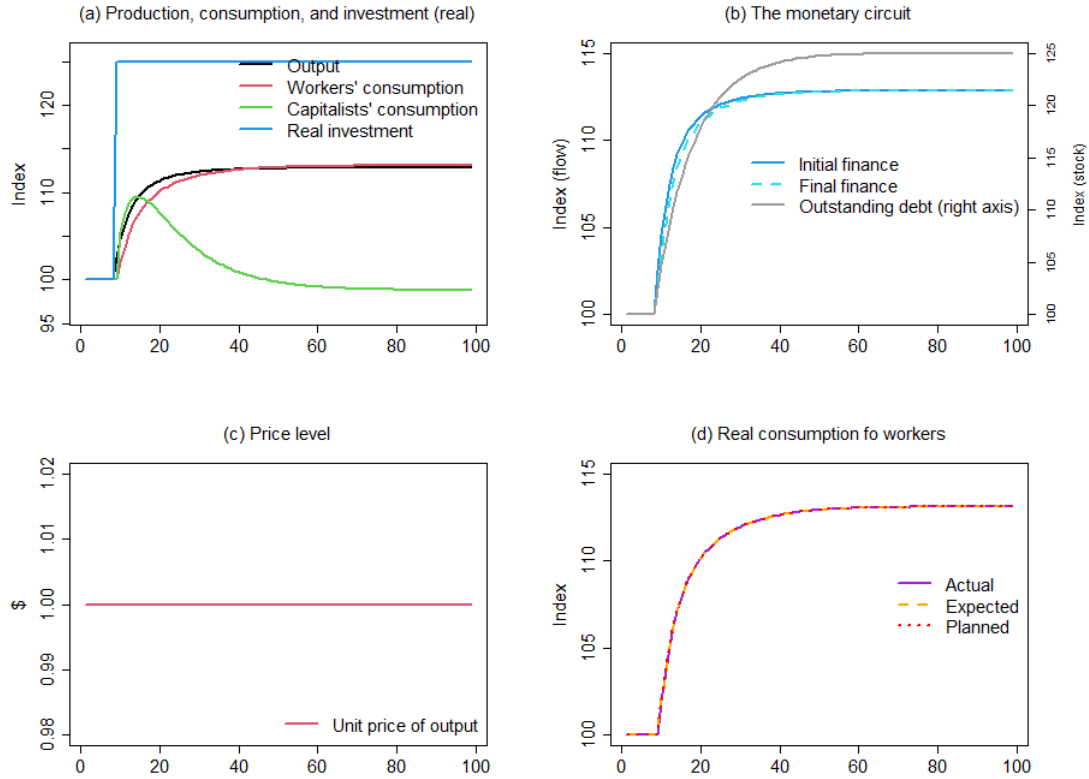 (a) Production, consumption, and investment (real)
Index
95 100 110 120
0 20 40 60 80 100
Output
Workers' consumption
Capitalists' consumption
Real investment
(b) The monetary circuit
Index (flow)
100 105 110 115
0 20 40 60 80 100
Initial finance
Final finance
Outstanding debt (right axis)
100 105 110 115 120 125
Index (stock)
(c) Price level
$
0.98 0.99 1.00 1.01 1.02
0 20 40 60 80 100
Unit price of output
(d) Real consumption fo workers
Index
100 105 110 115
0 20 40 60 80 100
Actual
Expected
Planned